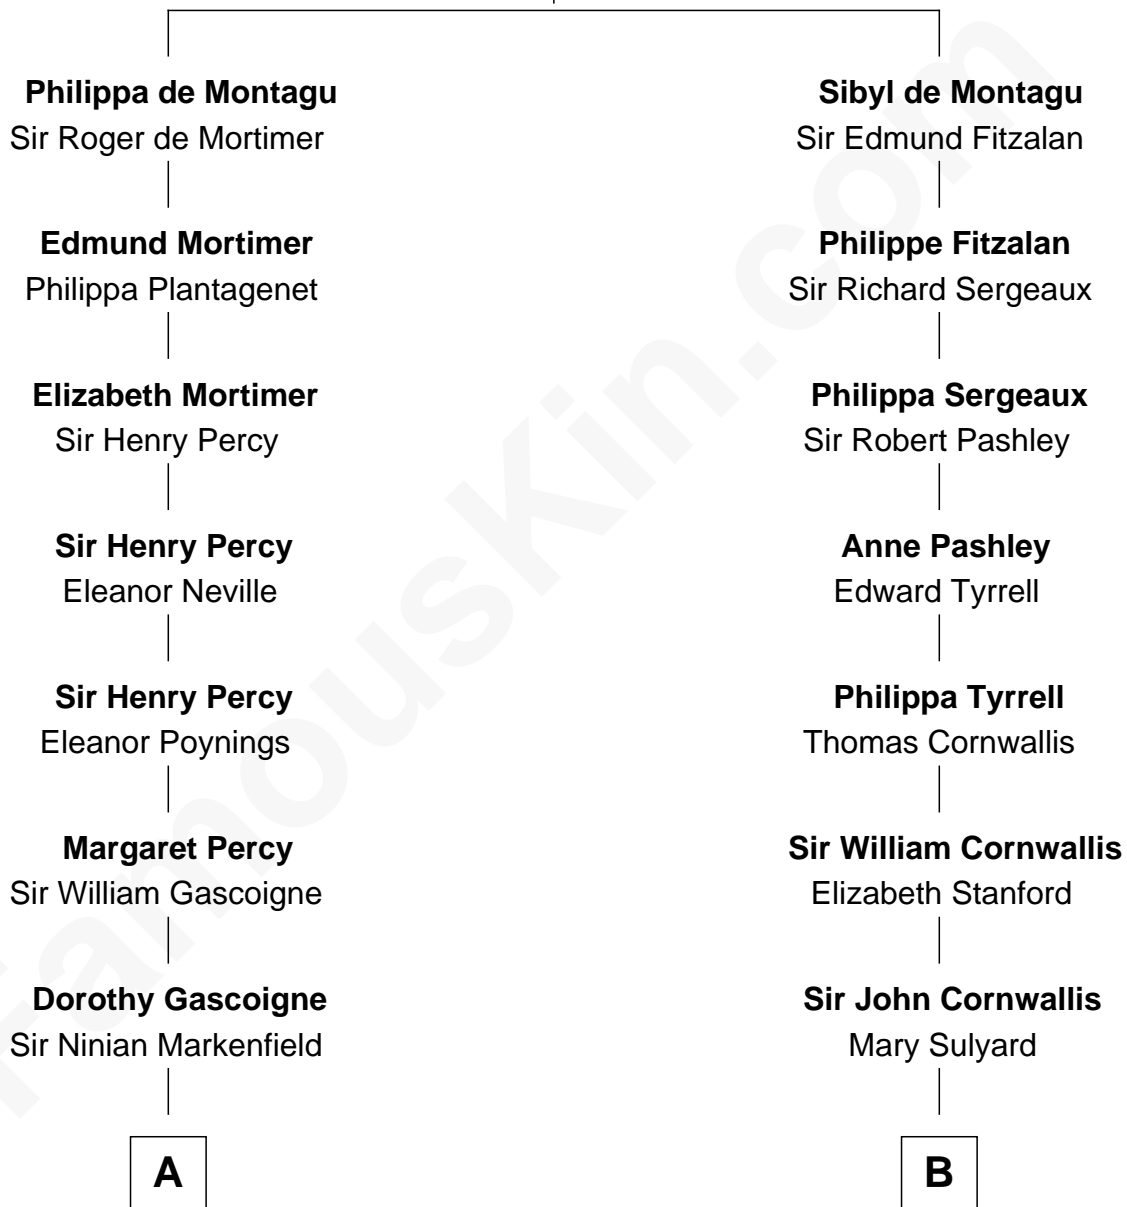 Philippa de Montagu
Sir Roger de Mortimer
Edmund Mortimer
Philippa Plantagenet
Elizabeth Mortimer
Sir Henry Percy
Sir Henry Percy
Eleanor Neville
Sir Henry Percy
Eleanor Poynings
Margaret Percy
Sir William Gascoigne
Dorothy Gascoigne
Sir Ninian Markenfield
A
Sibyl de Montagu
Sir Edmund Fitzalan
Philippe Fitzalan
Sir Richard Sergeaux
Philippa Sergeaux
Sir Robert Pashley
Anne Pashley
Edward Tyrrell
Philippa Tyrrell
Thomas Cornwallis
Sir William Cornwallis
Elizabeth Stanford
Sir John Cornwallis
Mary Sulyard
B
FamousKin.com